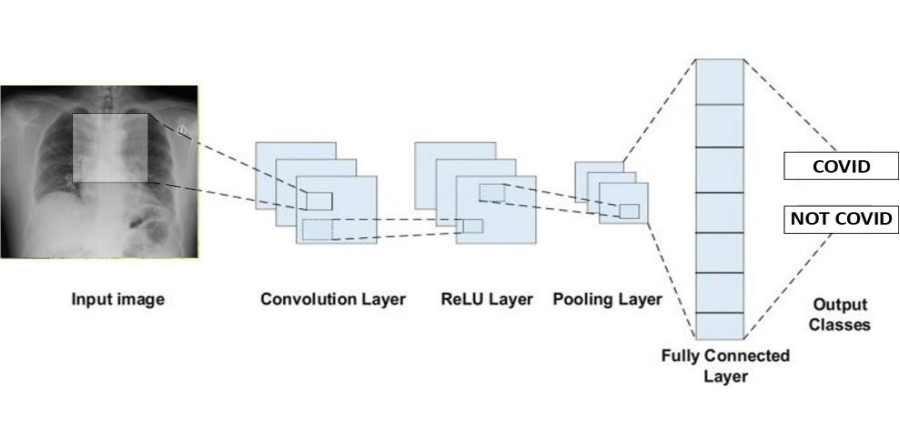 COVID
NOT COVID
Input image
Convolution Layer
ReLU Layer
Pooling Layer
Output
Classes
Fully Connected
Layer